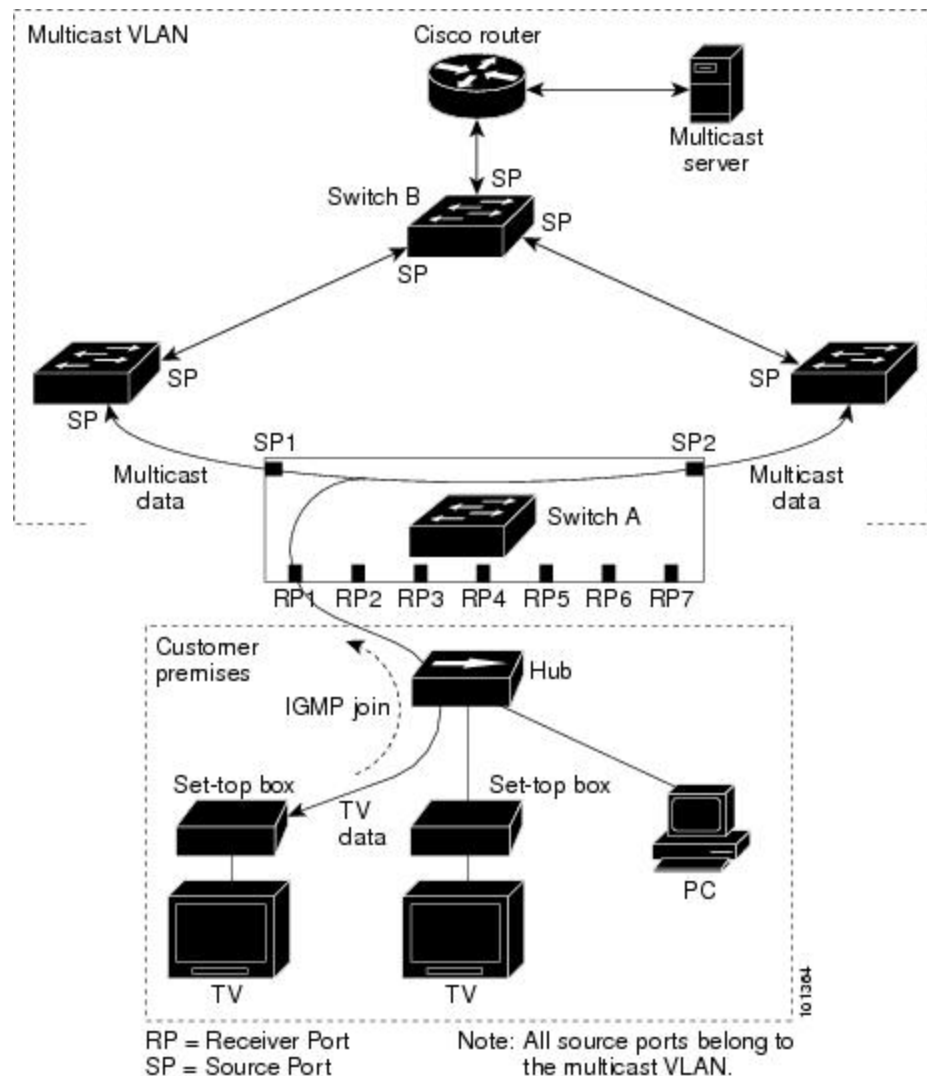 Multicast VLAN
Cisco router
Multicast
server
SP
Switch B
SP
SP
SP
SP
SP
SP1
SP2
Multicast
data
Multicast
data
Switch A
RP1 RP2 RP3 RP4 RP5 RP6 RP7
Customer
premises
Hub
IGMP join
Set-top box
Set-top box
TV
data
PC
TV
TV
101364
RP = Receiver Port
SP = Source Port
Note: All source ports belong to
the multicast VLAN.